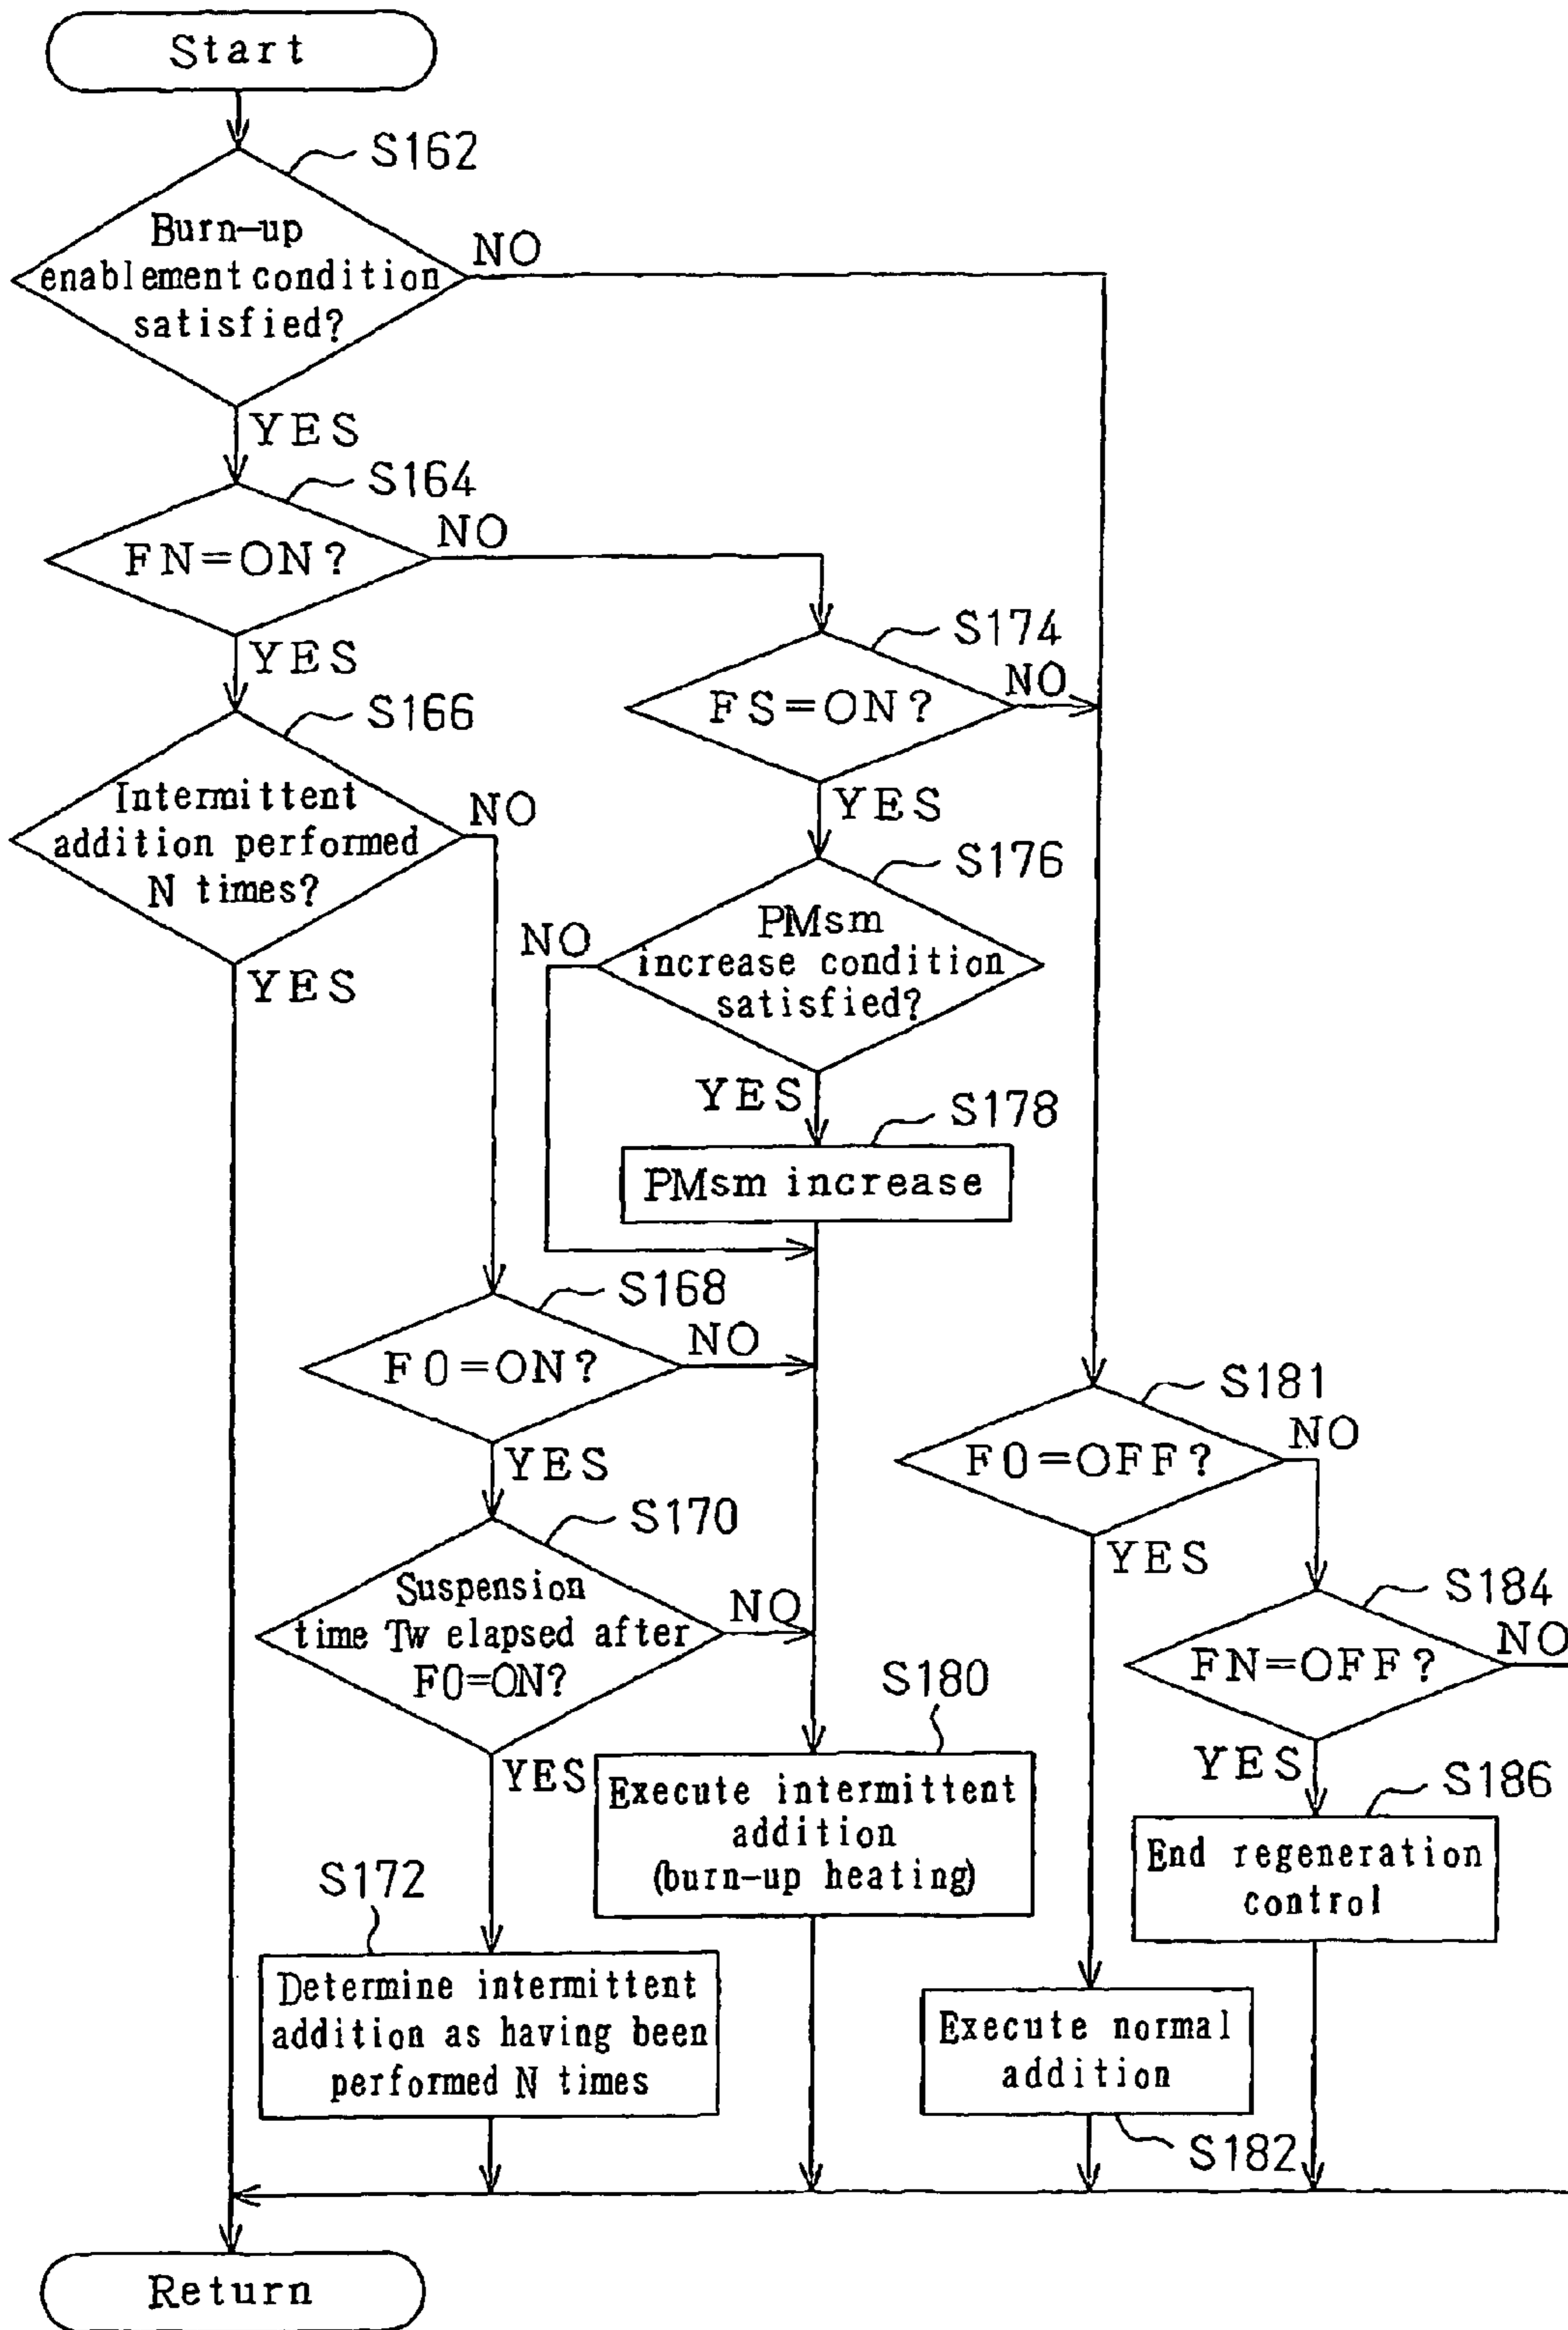 Start
S162
Burn-up
enablement condition
satisfied?
NO
YES
S164
FN=ON?
NO
YES
S174
FS=ON?
NO
YES
S166
Intermittent
addition performed
N times?
NO
YES
S176
PMsm
increase condition
satisfied?
NO
YES
S178
PMsm increase
S168
F0=ON?
NO
YES
S181
F0=OFF?
NO
YES
S170
Suspension
time Tw elapsed after
F0=ON?
NO
YES
S184
FN=OFF?
NO
YES
S180
Execute intermittent
addition
(burn-up heating)
S186
End regeneration
control
S172
Determine intermittent
addition as having been
performed N times
Execute normal
addition
S182
Return